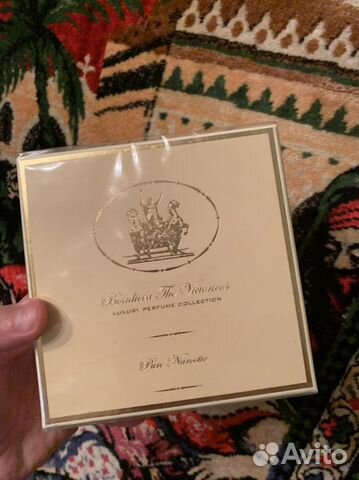 Boadicea The Victorious
LUXURY PERFUME COLLECTION
Pure Narcotic
Avito